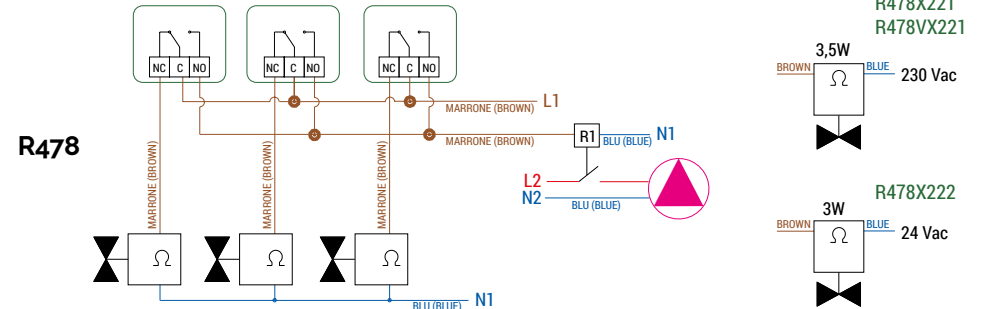 R478X221
R478VX221
3,5W
BROWN
BLUE
230 Vac
Ω
NC C NO
NC C NO
NC C NO
L1
MARRONE (BROWN)
MARRONE (BROWN)
R1
BLU (BLUE)
N1
R478
L2
N2
BLU (BLUE)
MARRONE (BROWN)
MARRONE (BROWN)
MARRONE (BROWN)
Ω
Ω
Ω
BLU(BLUE)
N1
R478X222
3W
BROWN
BLUE
24 Vac
Ω